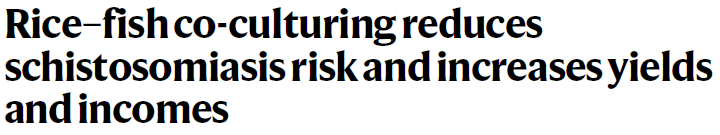 Rice–fish co-culturing reduces
schistosomiasis risk and increases yields
and incomes